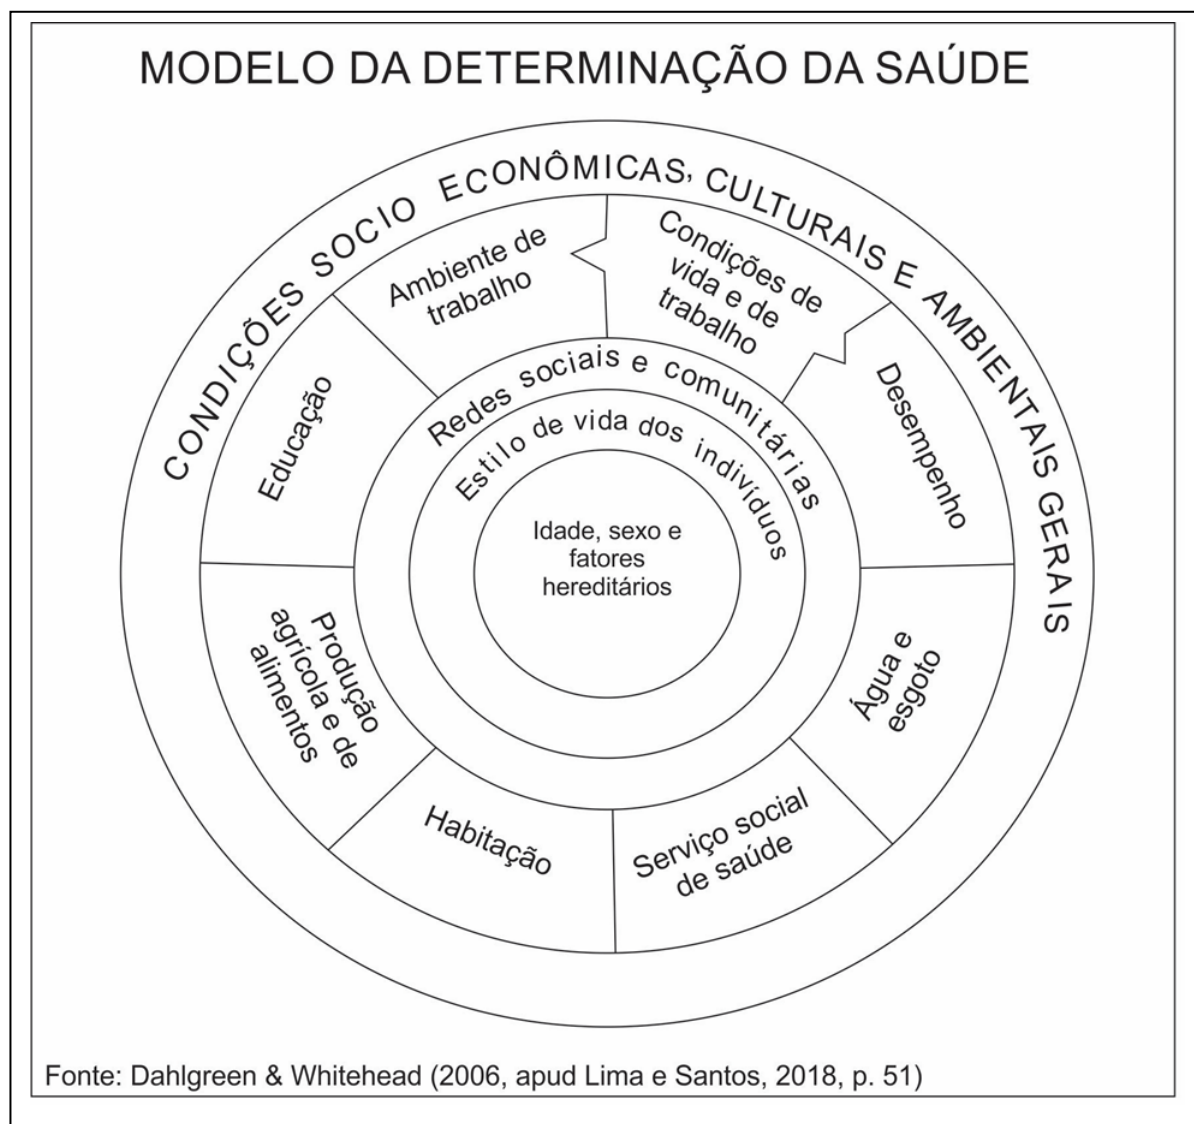 MODELO DA DETERMINAÇÃO DA SAÚDE
CONDIÇÕES SOCIO ECONÔMICAS, CULTURAIS E AMBIENTAIS GERAIS
Ambiente de
trabalho
Condições de
vida e de
trabalho
Educação
Desempenho
Redes sociais e comunitárias
Estilo de vida dos indivíduos
Idade, sexo e
fatores
hereditários
Produção
agrícola e de
alimentos
Água e
esgoto
Habitação
Serviço social
de saúde
Fonte: Dahlgreen & Whitehead (2006, apud Lima e Santos, 2018, p. 51)